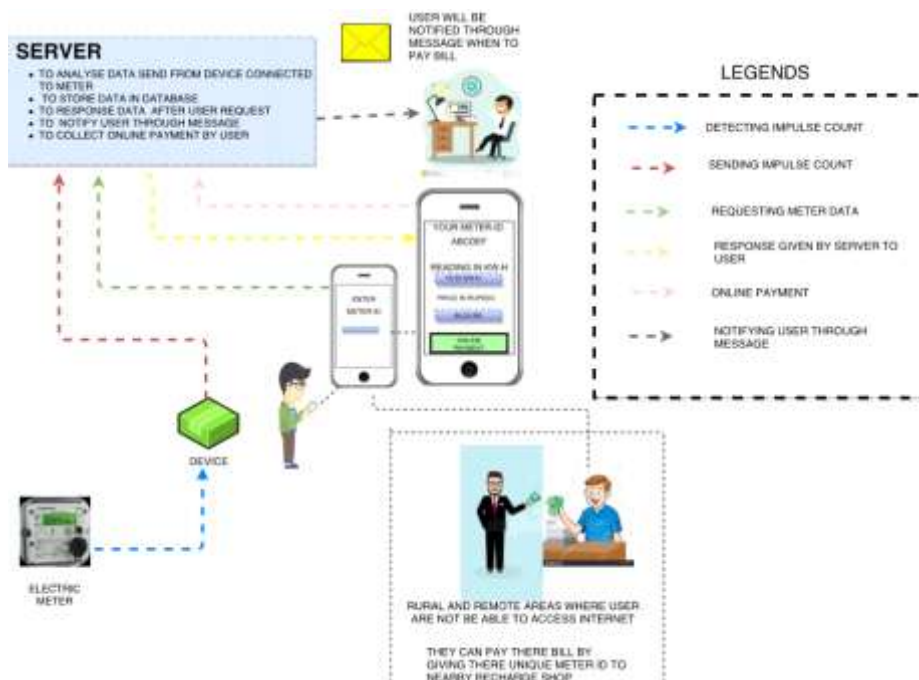 USER WILL BE
NOTIFIED THROUGH
MESSAGE WHEN TO
PAY BILL
SERVER
TO ANALYSE DATA SEND FROM DEVICE CONNECTED
TO METER
TO STORE DATA IN DATABASE
TO RESPONSE DATA AFTER USER REQUEST
TO NOTIFY USER THROUGH MESSAGE
TO COLLECT ONLINE PAYMENT BY USER
LEGENDS
DETECTING IMPULSE COUNT
SENDING IMPULSE COUNT
REQUESTING METER DATA
RESPONSE GIVEN BY SERVER TO
USER
ONLINE PAYMENT
NOTIFYING USER THROUGH
MESSAGE
YOUR METER ID
READING IN KW H
ENTER
METER ID
DEVICE
ELECTRIC
METER
RURAL AND REMOTE AREAS WHERE USER
ARE NOT BE ABLE TO ACCESS INTERNET
THEY CAN PAY THERE BILL BY
GIVING THERE UNIQUE METER ID TO
NEARBY RECHARGE SHOP